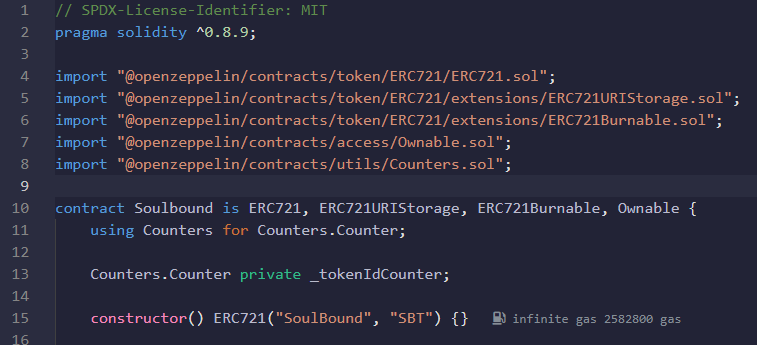 1 // SPDX-License-Identifier: MIT
2 pragma solidity ^0.8.9;
3
4 import "@openzeppelin/contracts/token/ERC721/ERC721.sol";
5 import "@openzeppelin/contracts/token/ERC721/extensions/ERC721URIStorage.sol";
6 import "@openzeppelin/contracts/token/ERC721/extensions/ERC721Burnable.sol";
7 import "@openzeppelin/contracts/access/Ownable.sol";
8 import "@openzeppelin/contracts/utils/Counters.sol";
9
10 contract Soulbound is ERC721, ERC721URIStorage, ERC721Burnable, Ownable {
11     using Counters for Counters.Counter;
12
13     Counters.Counter private _tokenIdCounter;
14
15     constructor() ERC721("SoulBound", "SBT") {} infinite gas 2582800 gas
16